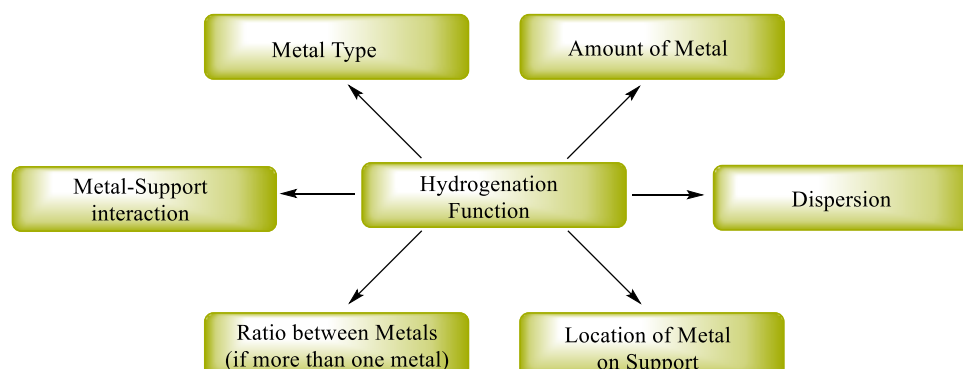 Metal Type
Amount of Metal
Metal-Support
interaction
Hydrogenation
Function
Dispersion
Ratio between Metals
(if more than one metal)
Location of Metal
on Support